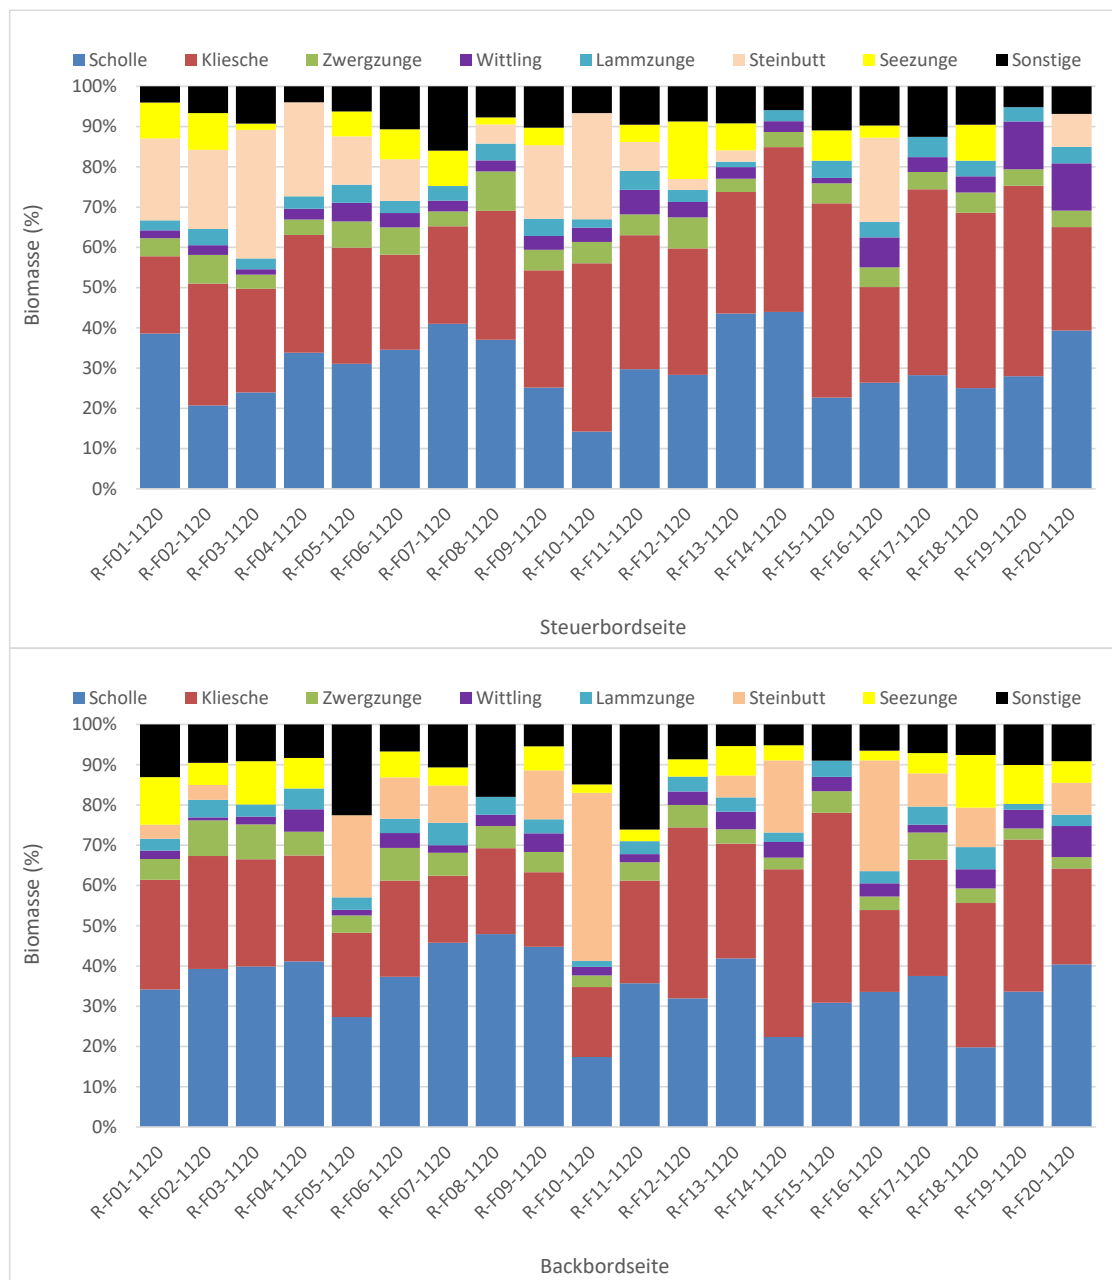 Scholle Kliesche Zwergzunge Wittling Lammzunge Steinbutt Seezunge Sonstige
100%
90%
80%
70%
60%
50%
40%
30%
20%
10%
0%
Biomasse (%)
R-F01-1120 R-F02-1120 R-F03-1120 R-F04-1120 R-F05-1120 R-F06-1120 R-F07-1120 R-F08-1120 R-F09-1120 R-F10-1120 R-F11-1120 R-F12-1120 R-F13-1120 R-F14-1120 R-F15-1120 R-F16-1120 R-F17-1120 R-F18-1120 R-F19-1120 R-F20-1120
Steuerbordseite
Scholle Kliesche Zwergzunge Wittling Lammzunge Steinbutt Seezunge Sonstige
100%
90%
80%
70%
60%
50%
40%
30%
20%
10%
0%
Biomasse (%)
R-F01-1120 R-F02-1120 R-F03-1120 R-F04-1120 R-F05-1120 R-F06-1120 R-F07-1120 R-F08-1120 R-F09-1120 R-F10-1120 R-F11-1120 R-F12-1120 R-F13-1120 R-F14-1120 R-F15-1120 R-F16-1120 R-F17-1120 R-F18-1120 R-F19-1120 R-F20-1120
Backbordseite